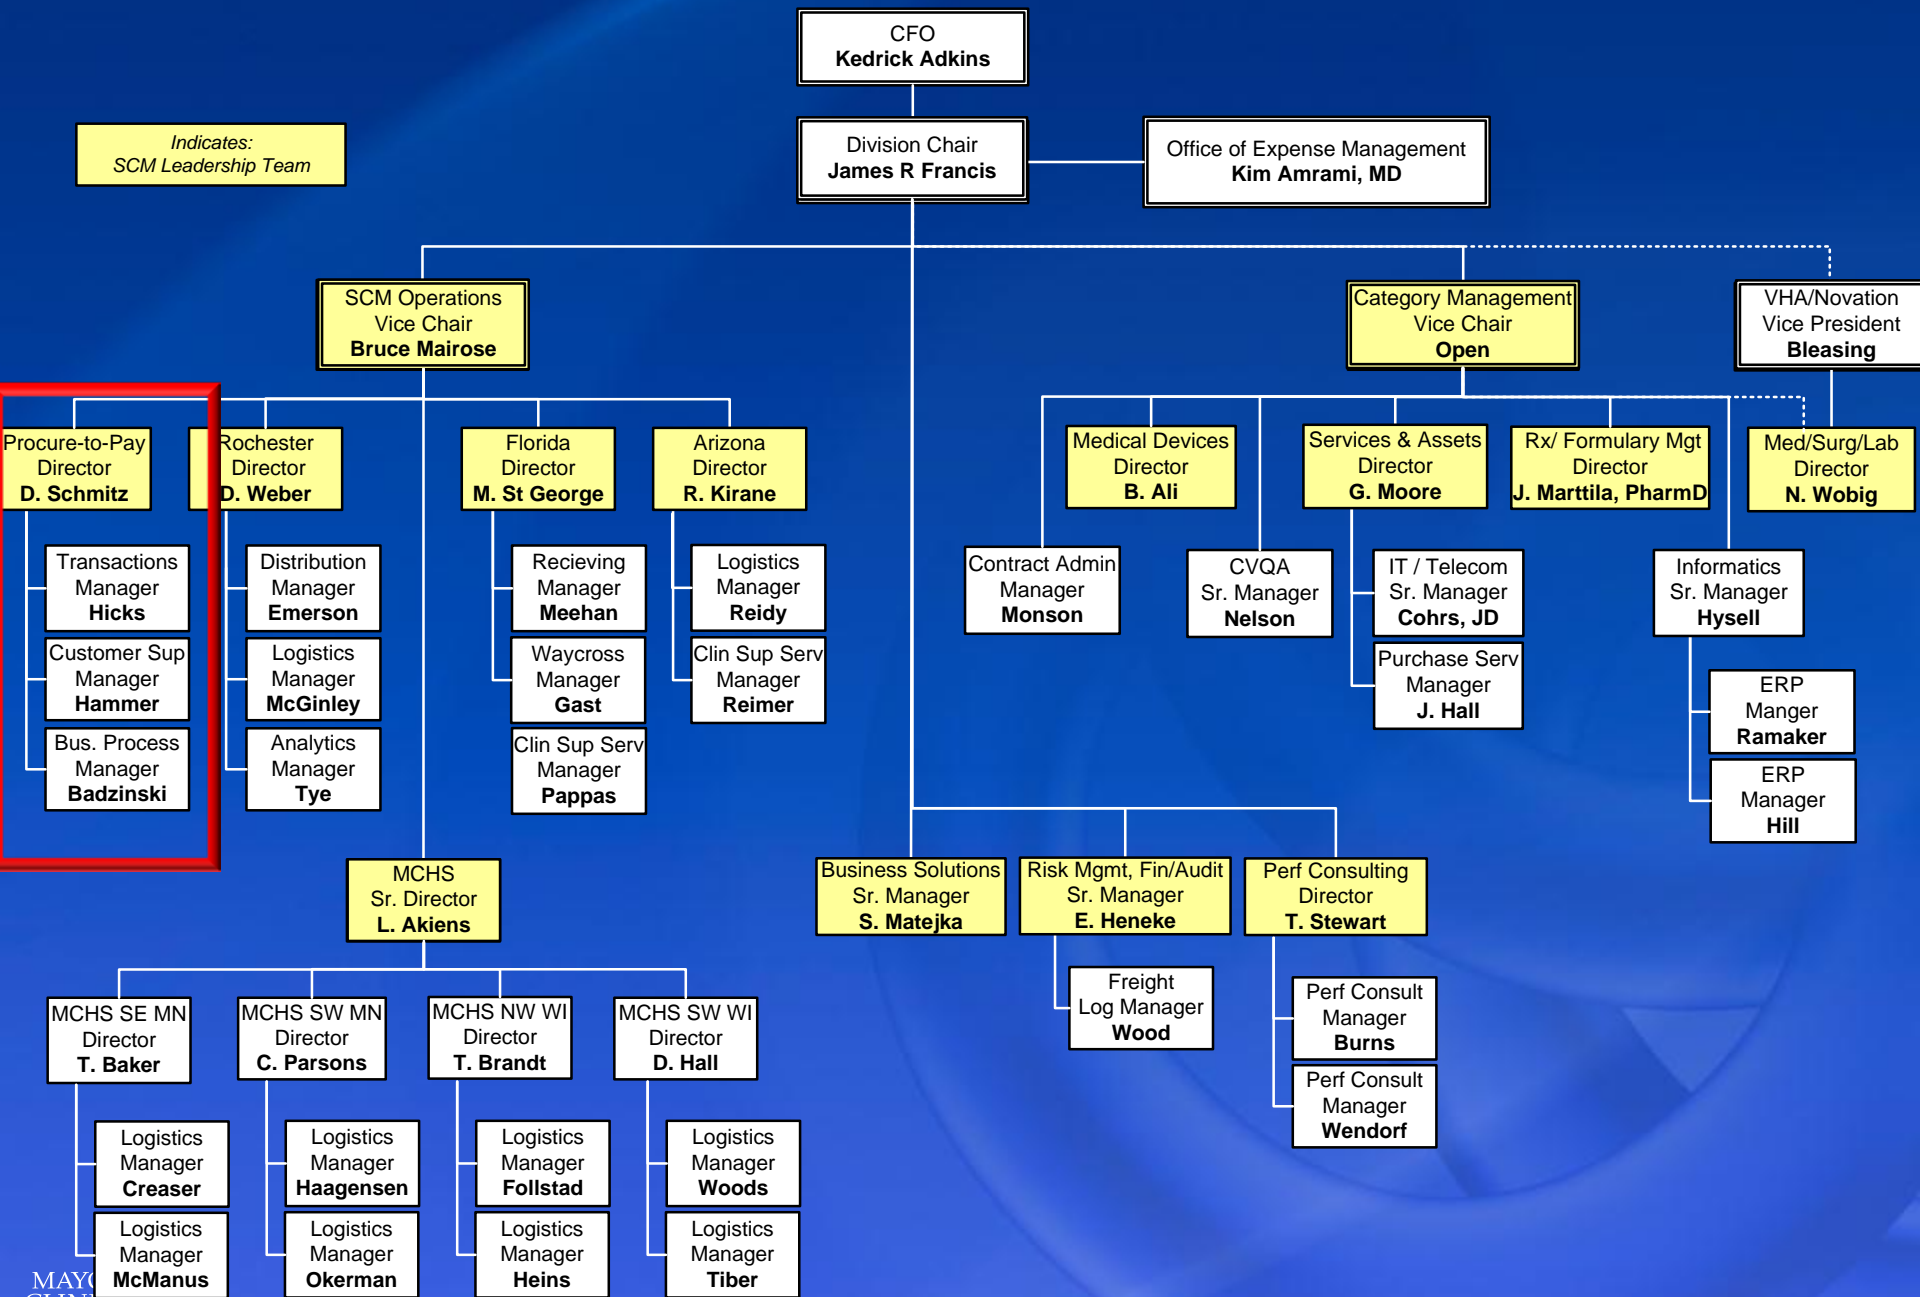 CFO
Kedrick Adkins
Indicates:
SCM Leadership Team
Division Chair
James R Francis
Office of Expense Management
Kim Amrami, MD
SCM Operations
Vice Chair
Bruce Mairose
Category Management
Vice Chair
Open
VHA/Novation
Vice President
Bleasing
Procure-to-Pay
Director
D. Schmitz
Rochester
Director
D. Weber
Florida
Director
M. St George
Arizona
Director
R. Kirane
Medical Devices
Director
B. Ali
Services & Assets
Director
G. Moore
Rx/ Formulary Mgt
Director
J. Marttila, PharmD
Med/Surg/Lab
Director
N. Wobig
Transactions
Manager
Hicks
Customer Sup
Manager
Hammer
Bus. Process
Manager
Badzinski
Distribution
Manager
Emerson
Logistics
Manager
McGinley
Analytics
Manager
Tye
Recieving
Manager
Meehan
Waycross
Manager
Gast
Clin Sup Serv
Manager
Pappas
Logistics
Manager
Reidy
Clin Sup Serv
Manager
Reimer
Contract Admin
Manager
Monson
CVQA
Sr. Manager
Nelson
IT / Telecom
Sr. Manager
Cohrs, JD
Purchase Serv
Manager
J. Hall
Informatics
Sr. Manager
Hysell
ERP
Manger
Ramaker
ERP
Manager
Hill
MCHS
Sr. Director
L. Akiens
Business Solutions
Sr. Manager
S. Matejka
Risk Mgmt, Fin/Audit
Sr. Manager
E. Heneke
Perf Consulting
Director
T. Stewart
Freight
Log Manager
Wood
Perf Consult
Manager
Burns
Perf Consult
Manager
Wendorf
MCHS SE MN
Director
T. Baker
MCHS SW MN
Director
C. Parsons
MCHS NW WI
Director
T. Brandt
MCHS SW WI
Director
D. Hall
Logistics
Manager
Creaser
Logistics
Manager
McManus
Logistics
Manager
Haagensen
Logistics
Manager
Okerman
Logistics
Manager
Follstad
Logistics
Manager
Heins
Logistics
Manager
Woods
Logistics
Manager
Tiber